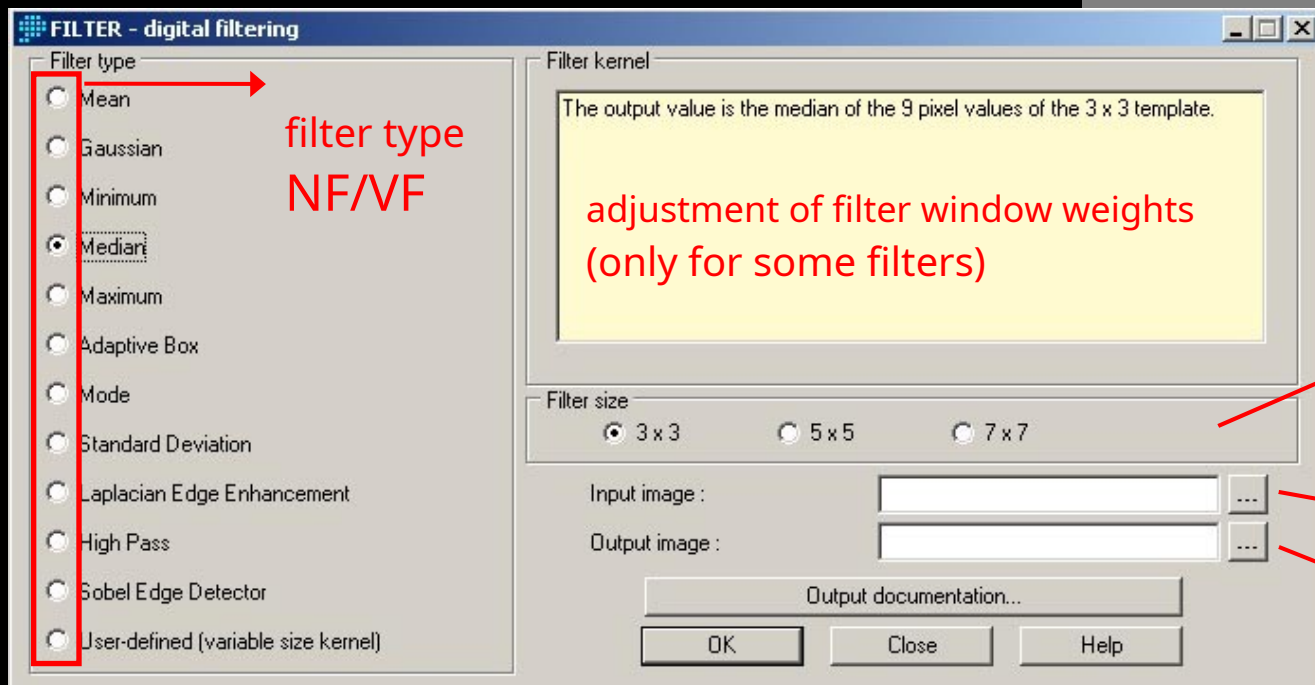 FILTER - digital filtering
Filter type
Mean
Gaussian
Minimum
Median
Maximum
Adaptive Box
Mode
Standard Deviation
Laplacian Edge Enhancement
High Pass
Sobel Edge Detector
User-defined (variable size kernel)
filter type
NF/VF
Filter kernel
The output value is the median of the 9 pixel values of the 3 x 3 template.
adjustment of filter window weights
(only for some filters)
Filter size
3 x 3 5 x 5 7 x 7
Input image : ...
Output image : ...
Output documentation...
OK Close Help